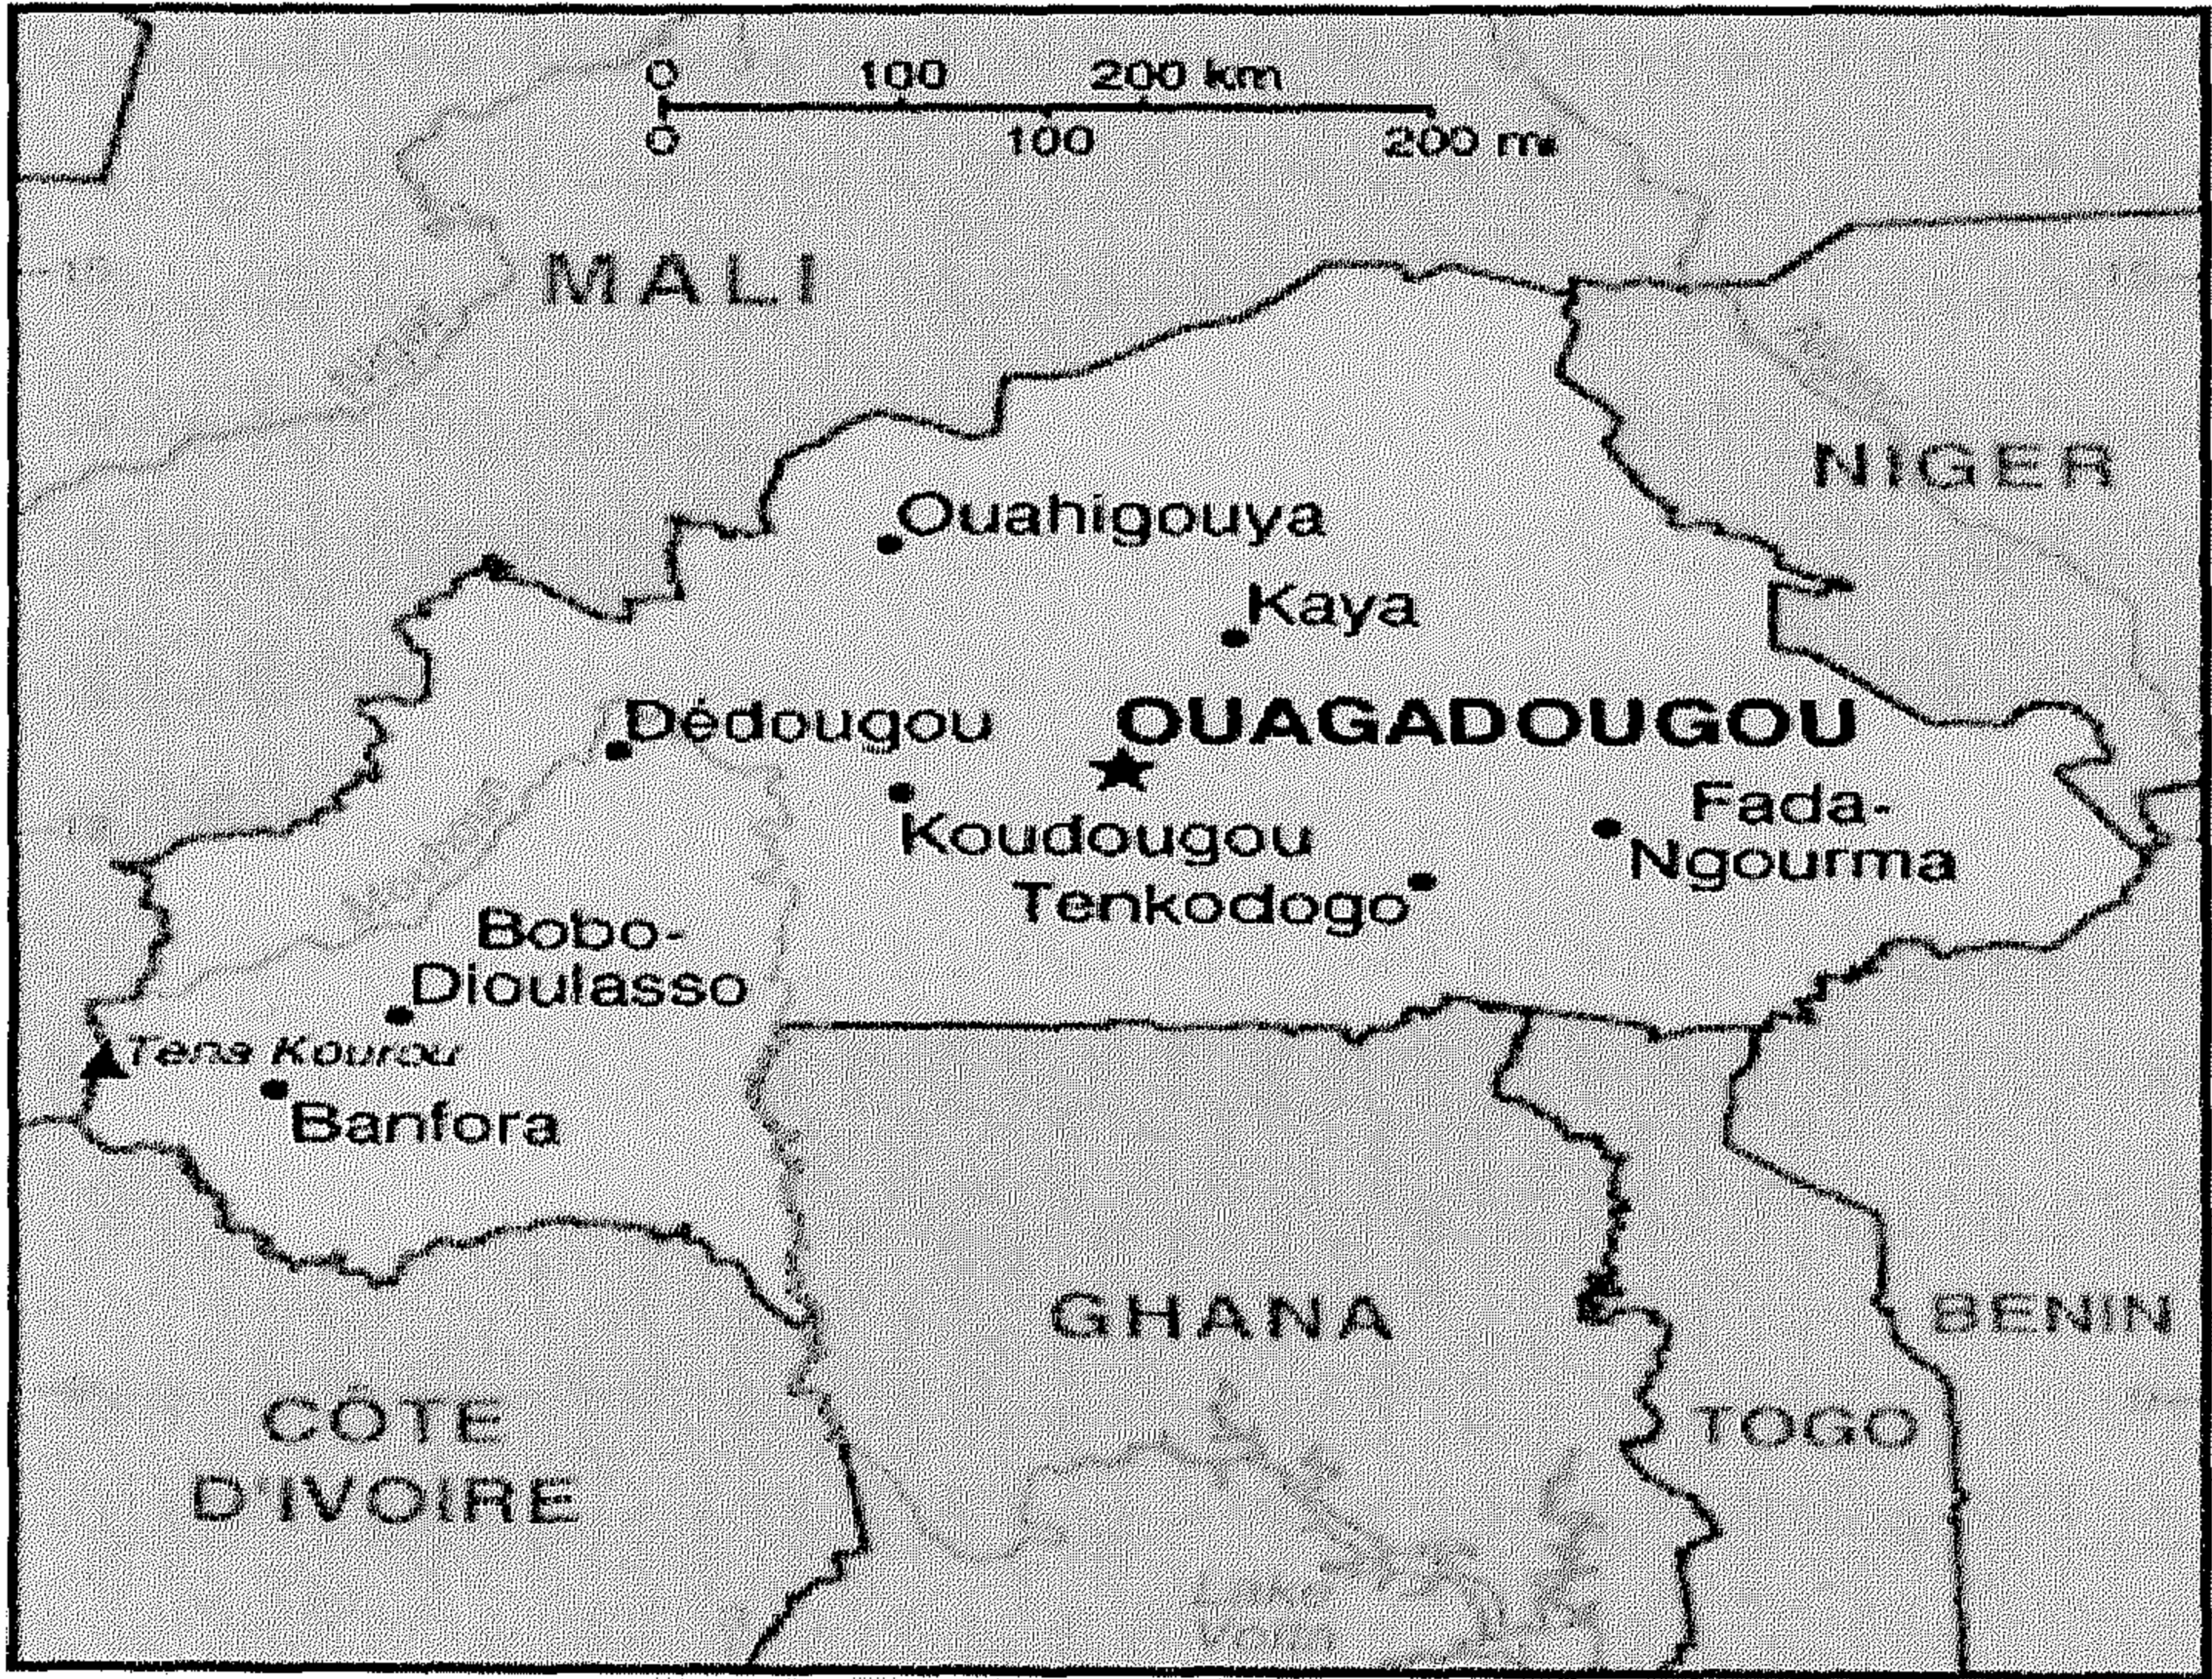 0 100 200 km
0 100 200 mi
MALI
NIGER
Ouahigouya
Kaya
Dédougou
OUAGADOUGOU
Fada-
Ngourma
Koudougou
Tenkodogo
Bobo-
Dioulasso
Tena Kourou
Banfora
GHANA
BENIN
TOGO
CÔTE
D'IVOIRE